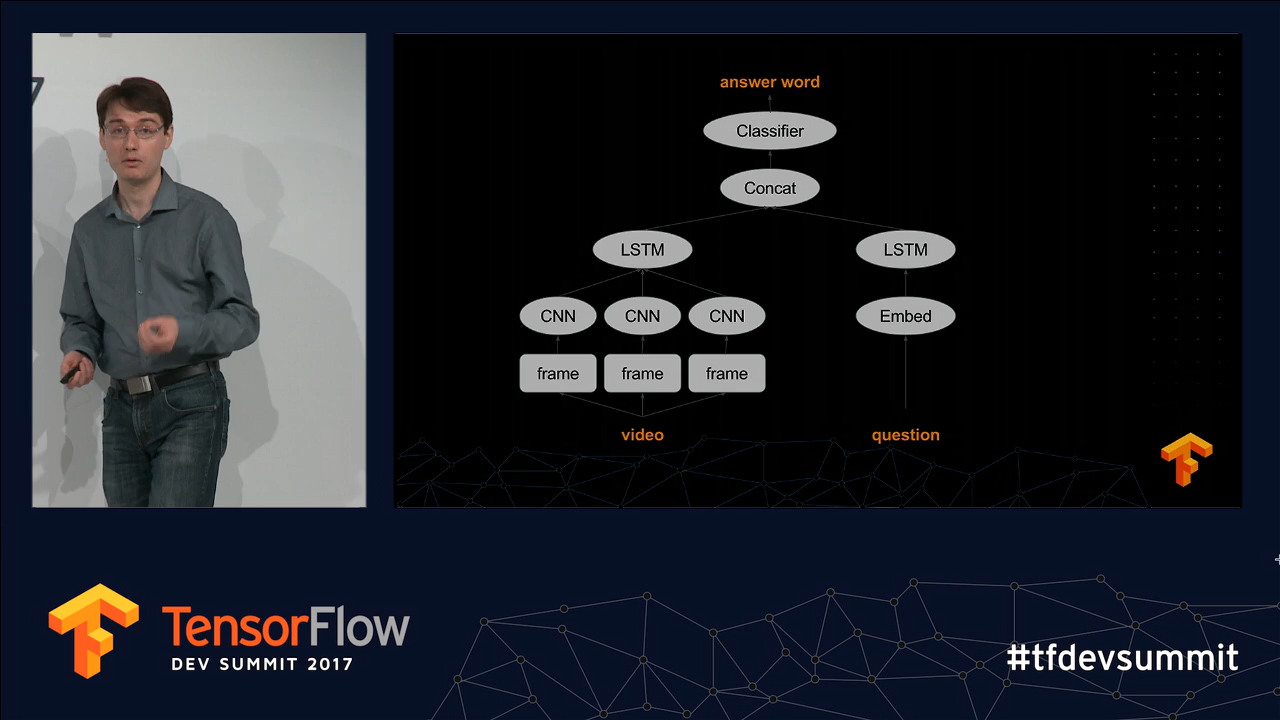 answer word
Classifier
Concat
LSTM LSTM
CNN CNN CNN Embed
frame frame frame
video question
TensorFlow
DEV SUMMIT 2017
#tfdevsummit